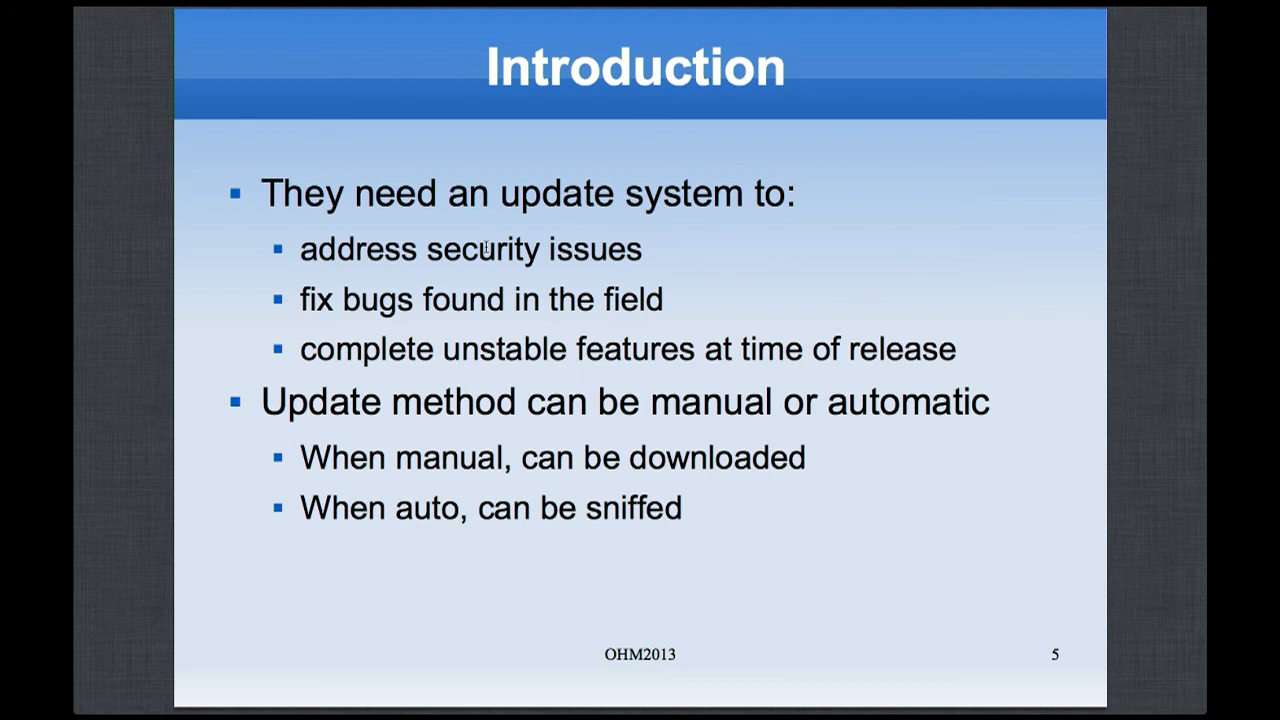 Introduction
They need an update system to:
address security issues
fix bugs found in the field
complete unstable features at time of release
Update method can be manual or automatic
When manual, can be downloaded
When auto, can be sniffed
OHM2013
5